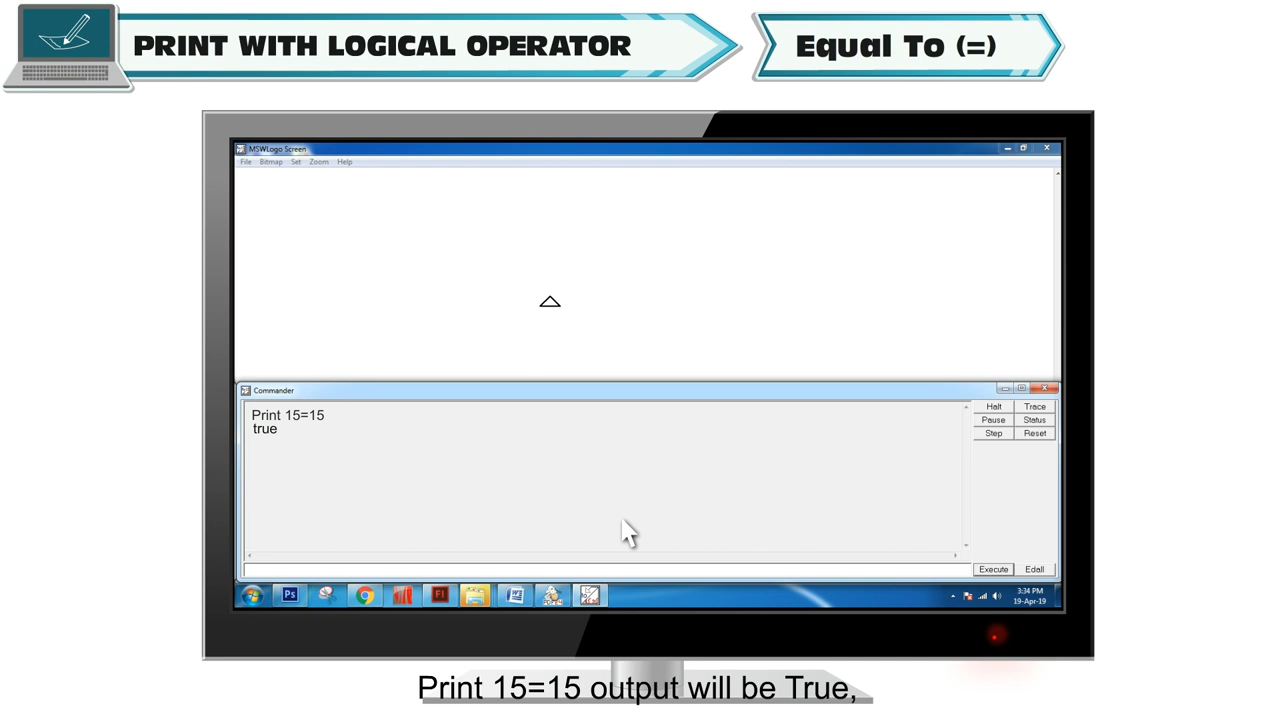 PRINT WITH LOGICAL OPERATOR
Equal To (=)
MSWLogo Screen
File Bitmap Set Zoom Help
Commander
Print 15=15
true
Halt Trace
Pause Status
Step Reset
Execute Edall
Ps
Fl
3:34 PM
19-Apr-19
Print 15=15 output will be True,